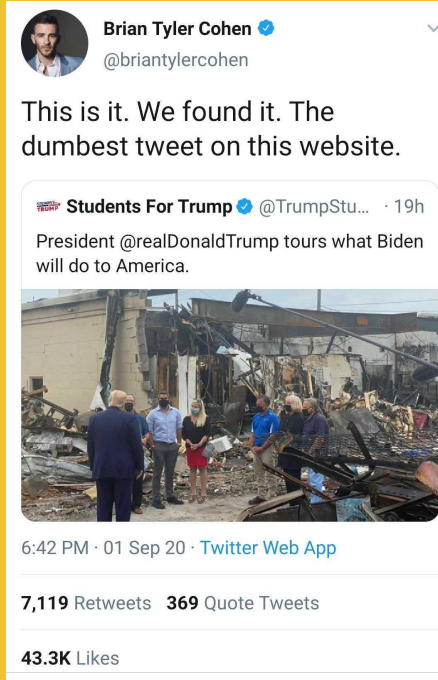 Brian Tyler Cohen
@briantylercohen
This is it. We found it. The
dumbest tweet on this website.
TRUMP Students For Trump @TrumpStu... · 19h
President @realDonaldTrump tours what Biden
will do to America.
6:42 PM · 01 Sep 20 · Twitter Web App
7,119 Retweets 369 Quote Tweets
43.3K Likes